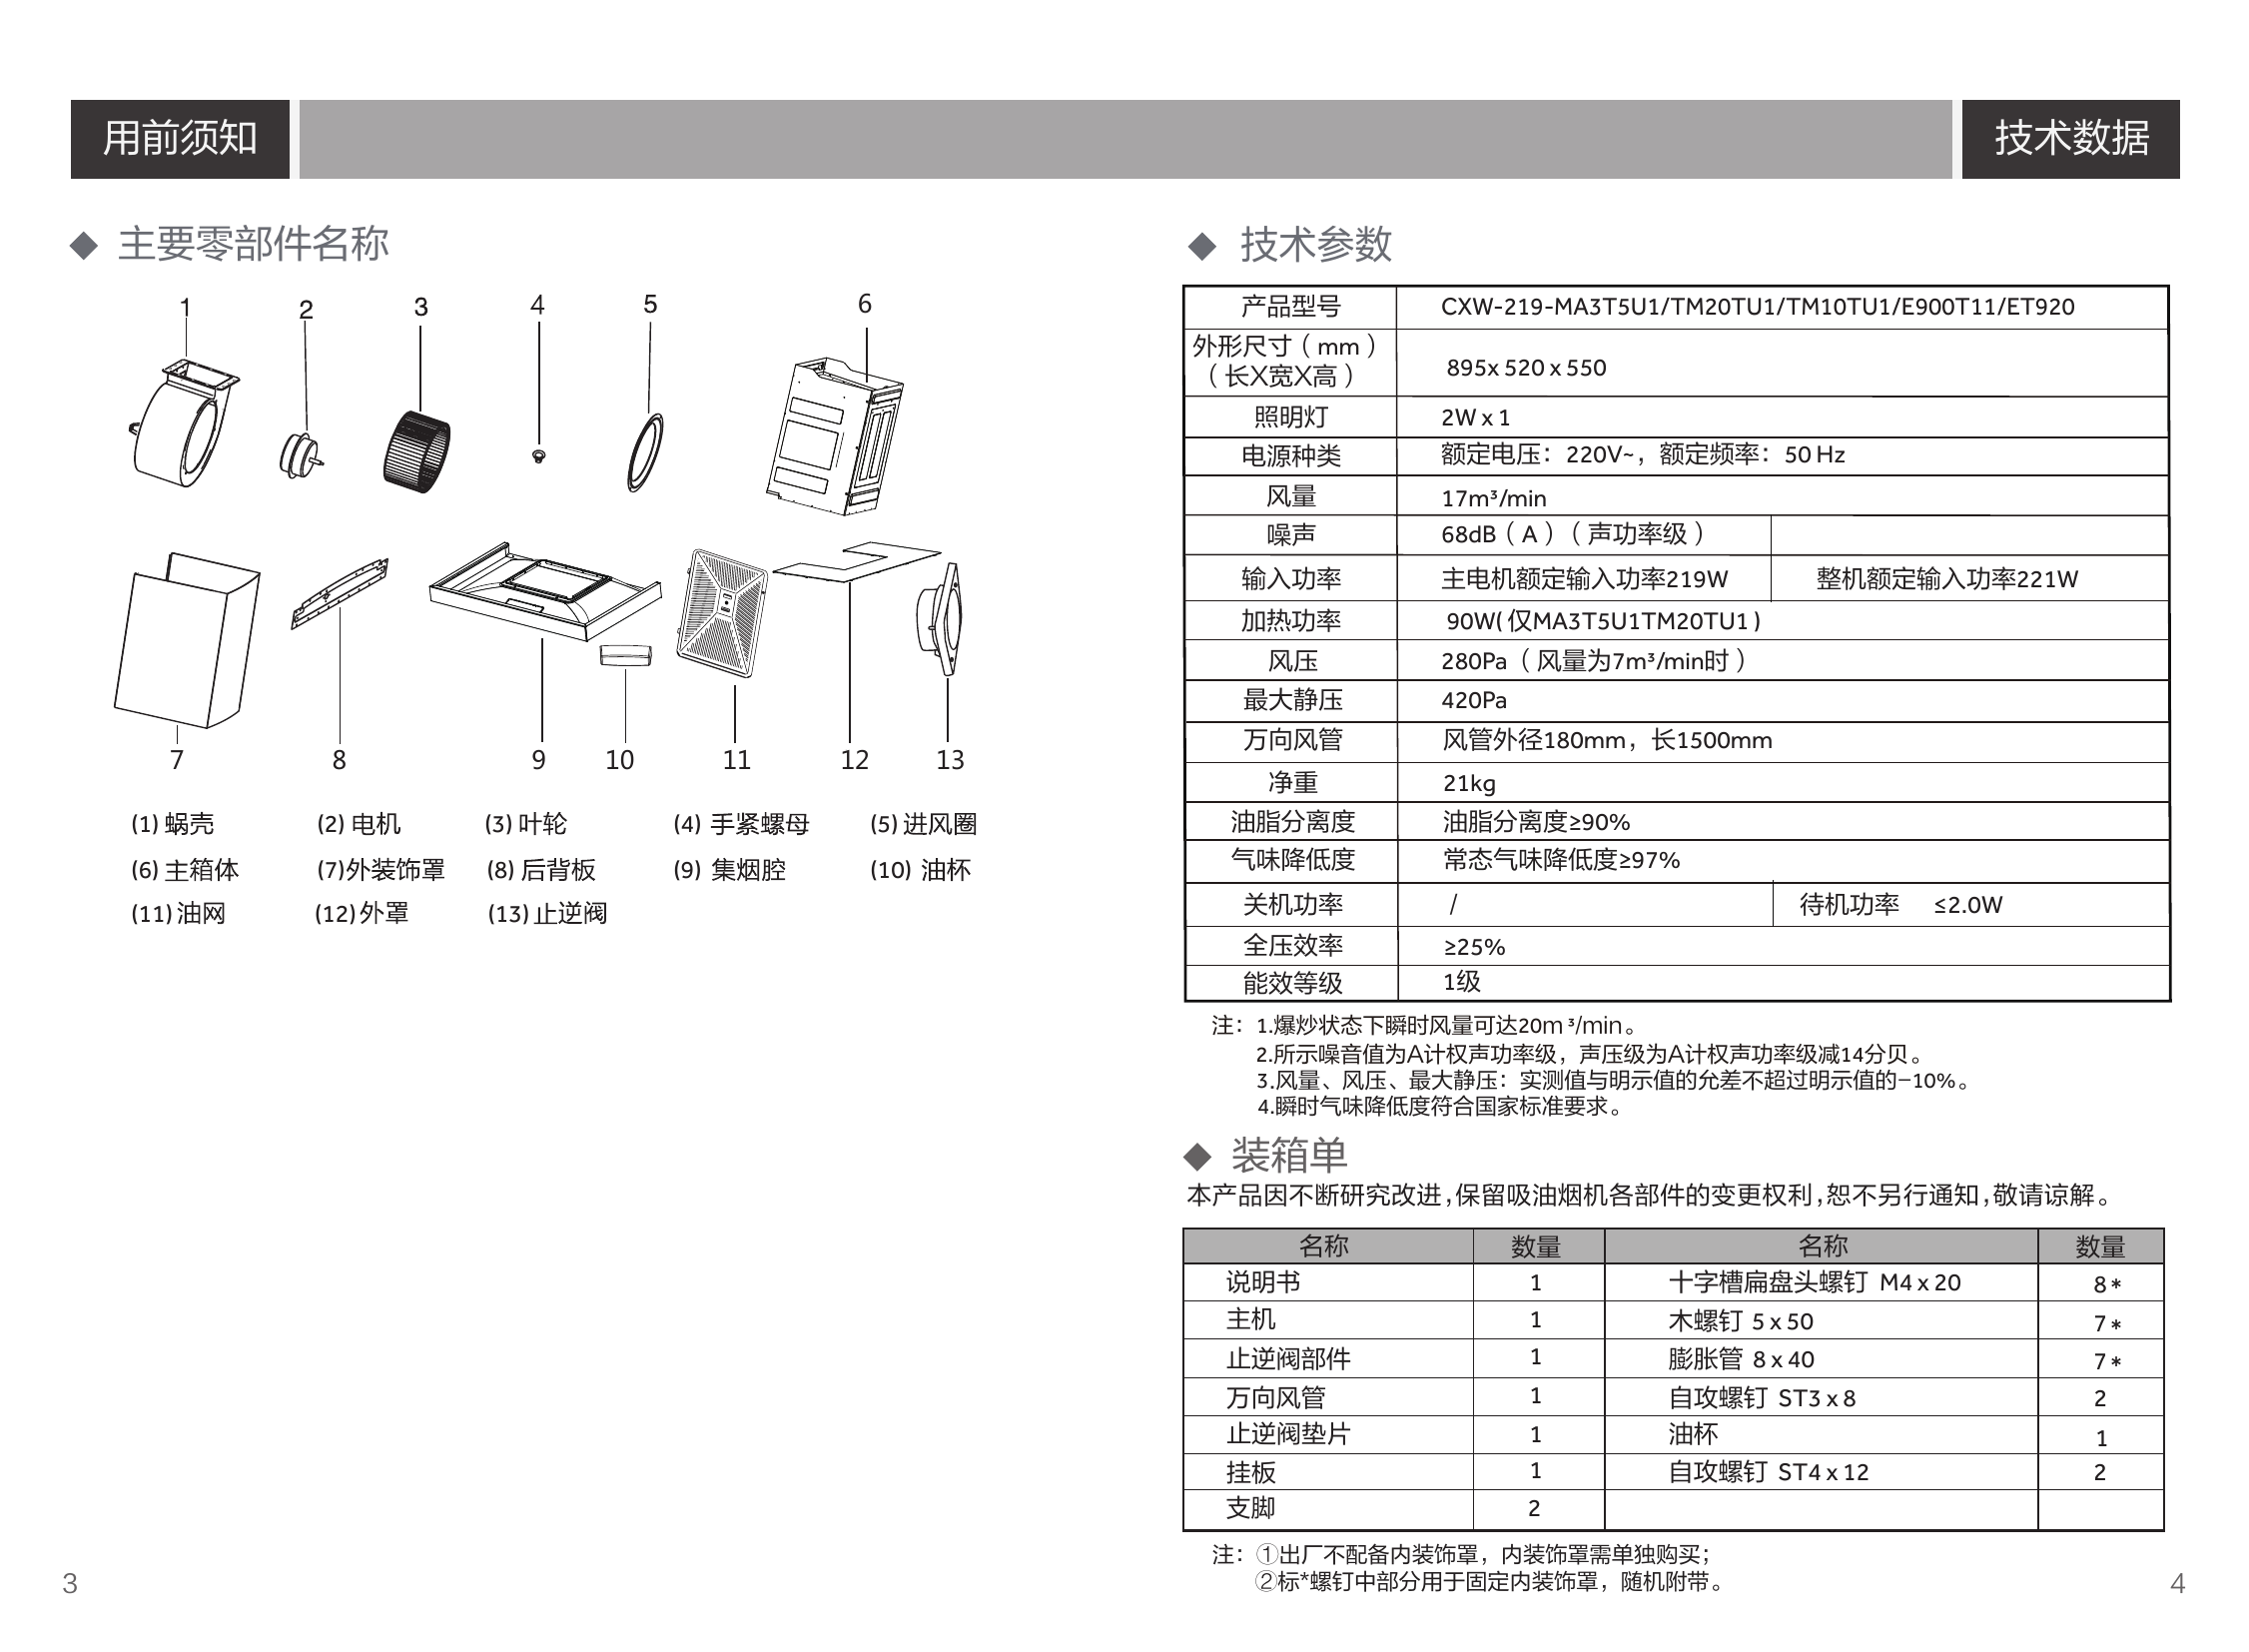 用前须知
技术数据
◆ 主要零部件名称
1 2 3 4 5 6
7 8 9 10 11 12 13
(1) 蜗壳 (2) 电机 (3) 叶轮 (4) 手紧螺母 (5) 进风圈
(6) 主箱体 (7)外装饰罩 (8) 后背板 (9) 集烟腔 (10) 油杯
(11) 油网 (12) 外罩 (13) 止逆阀
3
◆ 技术参数
产品型号 CXW-219-MA3T5U1/TM20TU1/TM10TU1/E900T11/ET920
外形尺寸（mm）
（长X宽X高） 895x 520 x 550
照明灯 2W x 1
电源种类 额定电压：220V~，额定频率：50 Hz
风量 17m³/min
噪声 68dB（A）（声功率级）
输入功率 主电机额定输入功率219W 整机额定输入功率221W
加热功率 90W(仅MA3T5U1TM20TU1)
风压 280Pa（风量为7m³/min时）
最大静压 420Pa
万向风管 风管外径180mm，长1500mm
净重 21kg
油脂分离度 油脂分离度≥90%
气味降低度 常态气味降低度≥97%
关机功率 / 待机功率 ≤2.0W
全压效率 ≥25%
能效等级 1级
注：1.爆炒状态下瞬时风量可达20m³/min。
2.所示噪音值为A计权声功率级，声压级为A计权声功率级减14分贝。
3.风量、风压、最大静压：实测值与明示值的允差不超过明示值的−10%。
4.瞬时气味降低度符合国家标准要求。
◆ 装箱单
本产品因不断研究改进,保留吸油烟机各部件的变更权利,恕不另行通知,敬请谅解。
名称 数量 名称 数量
说明书 1 十字槽扁盘头螺钉 M4 x 20 8*
主机 1 木螺钉 5 x 50 7*
止逆阀部件 1 膨胀管 8 x 40 7*
万向风管 1 自攻螺钉 ST3 x 8 2
止逆阀垫片 1 油杯 1
挂板 1 自攻螺钉 ST4 x 12 2
支脚 2
注：①出厂不配备内装饰罩，内装饰罩需单独购买；
②标*螺钉中部分用于固定内装饰罩，随机附带。
4